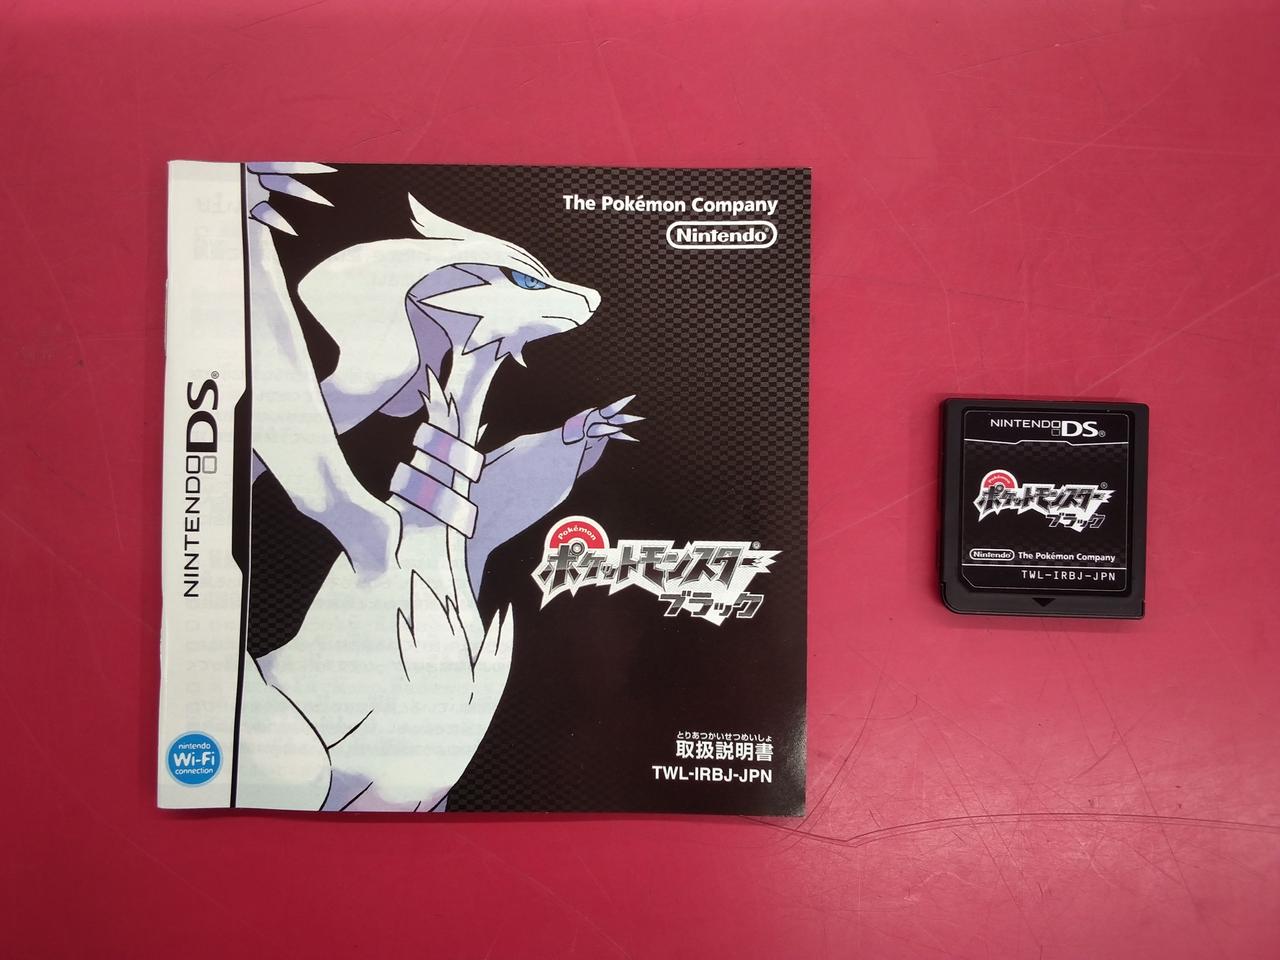 The Pokémon Company
Nintendo®
NINTENDO DS®
Pokémon
ポケットモンスター®
ブラック
とりあつかいせつめいしょ
取扱説明書
TWL-IRBJ-JPN
nintendo
Wi-Fi
connection
NINTENDO DS®
Pokémon
ポケットモンスター®
ブラック
Nintendo® The Pokémon Company
TWL-IRBJ-JPN